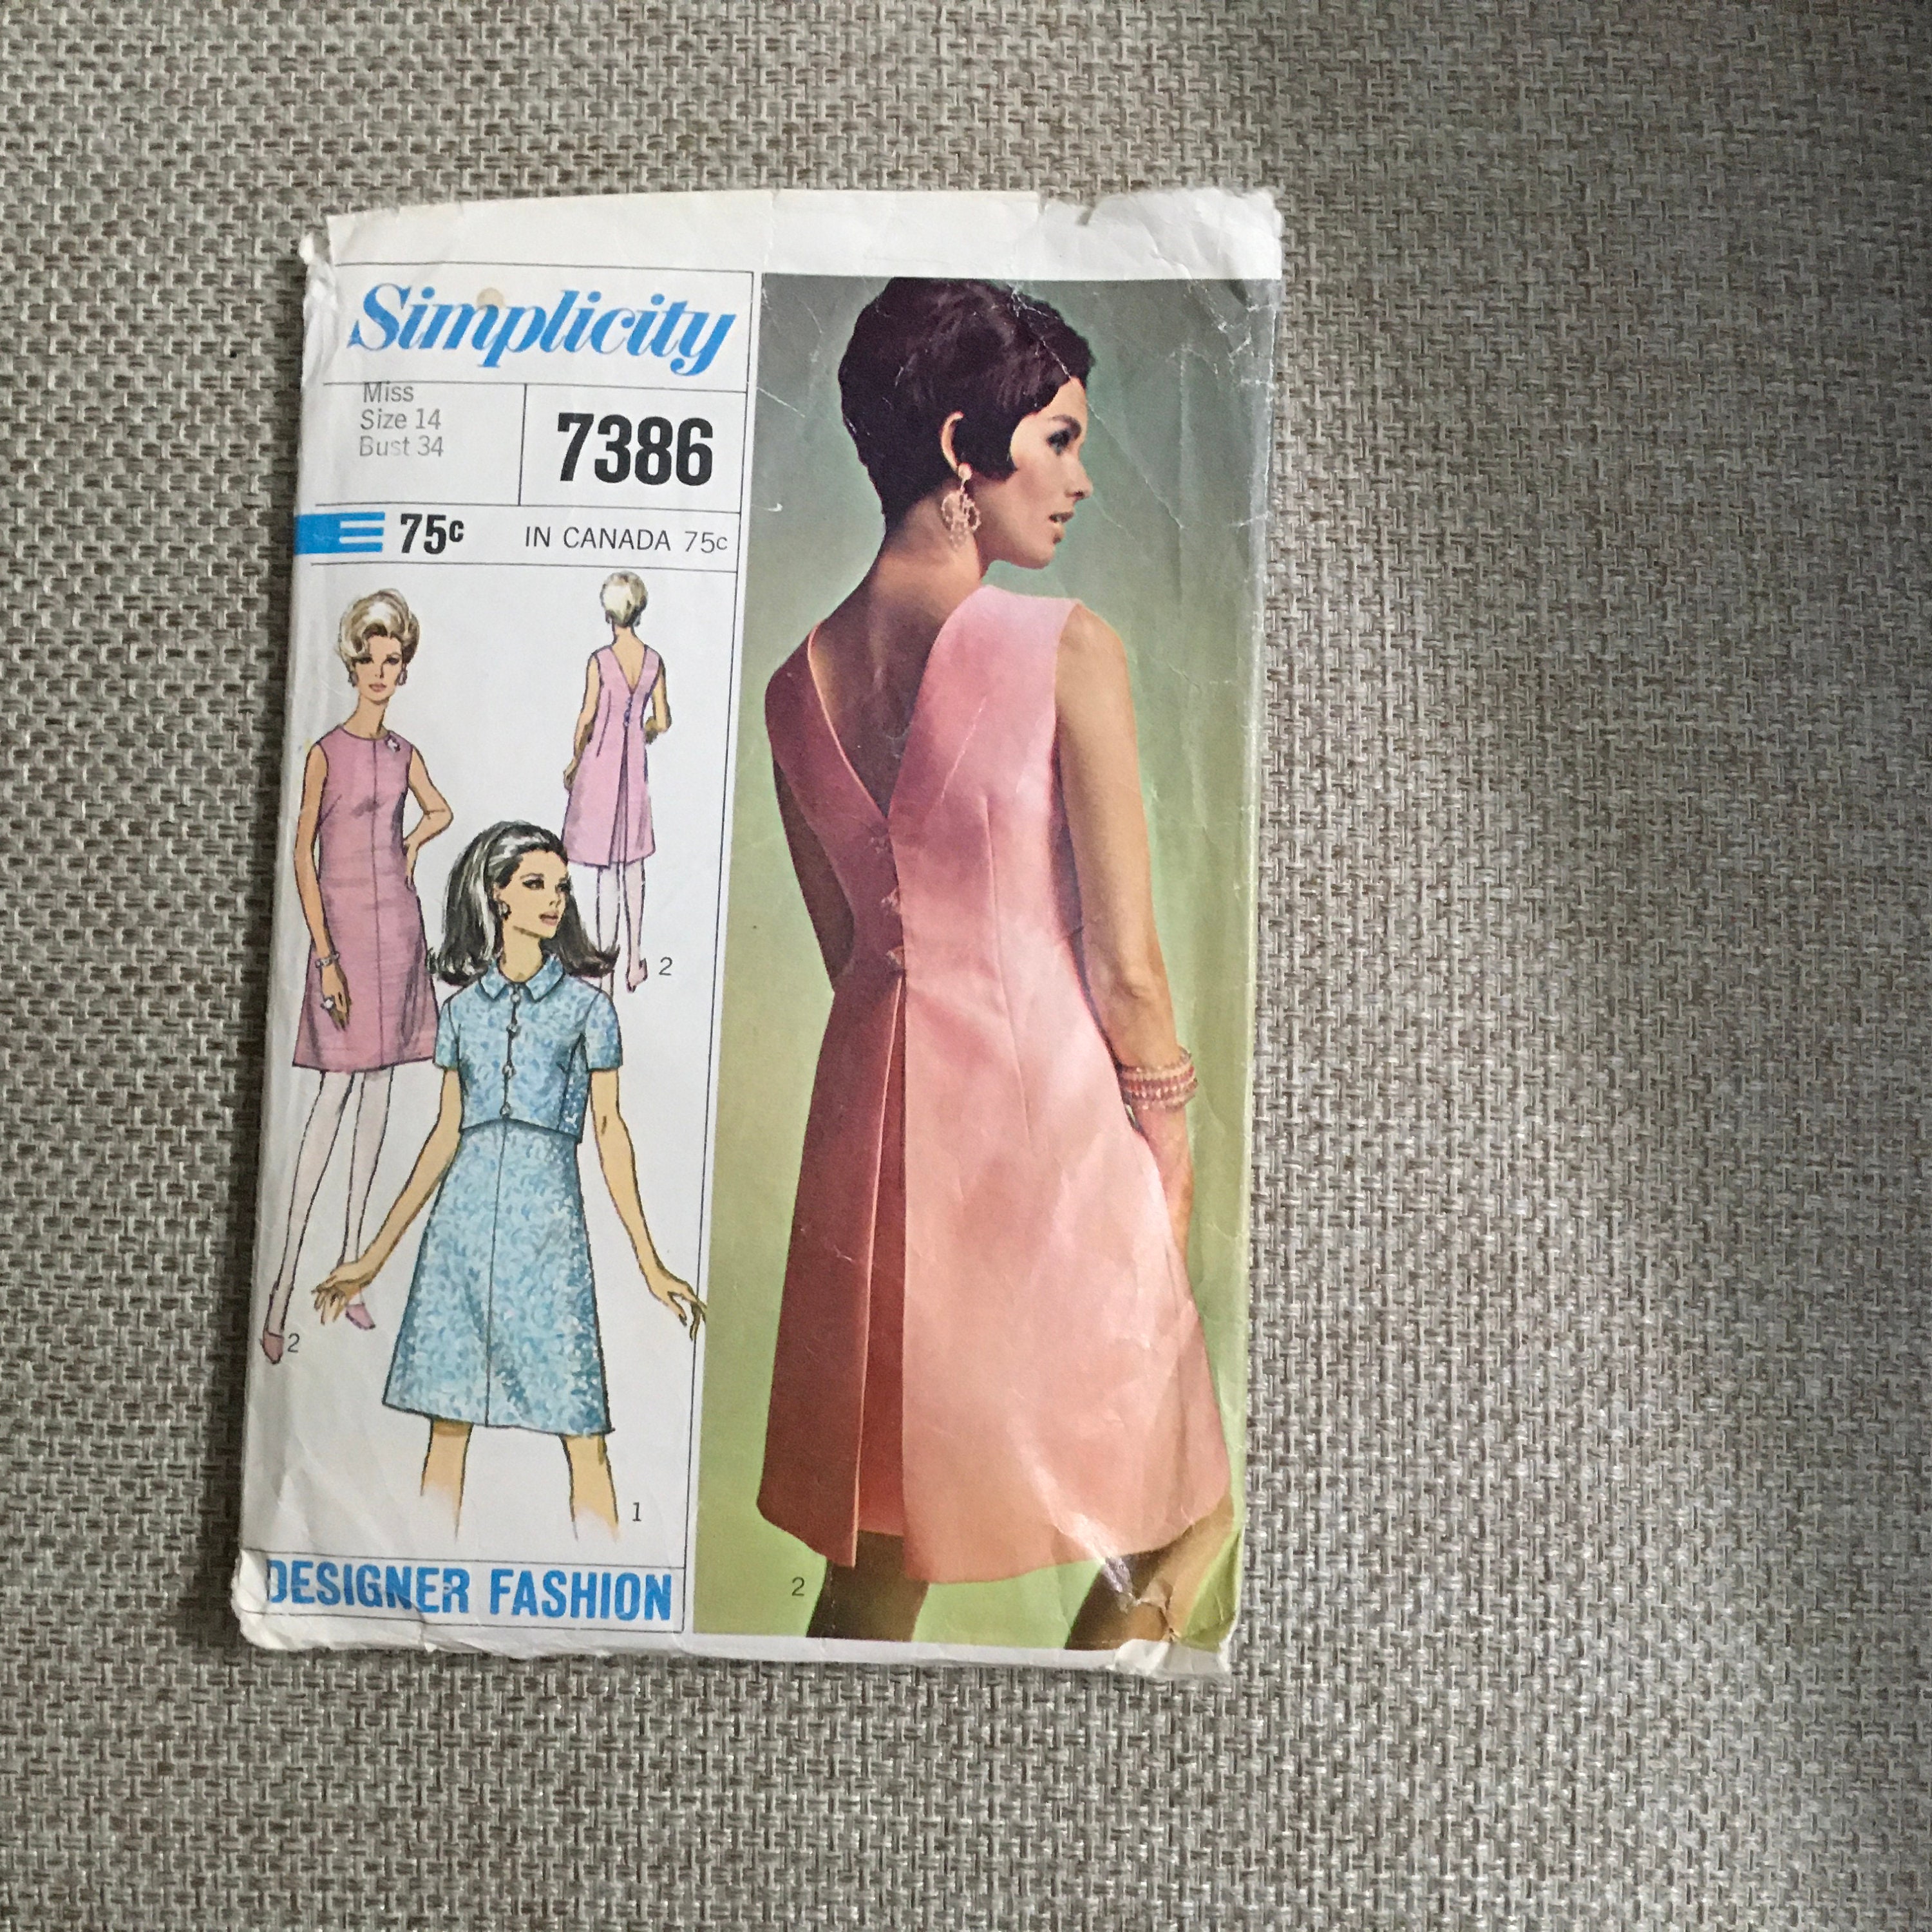 Simplicity
Miss
Size 14
Bust 34
7386
75c
IN CANADA 75c
2
2
1
DESIGNER FASHION
2